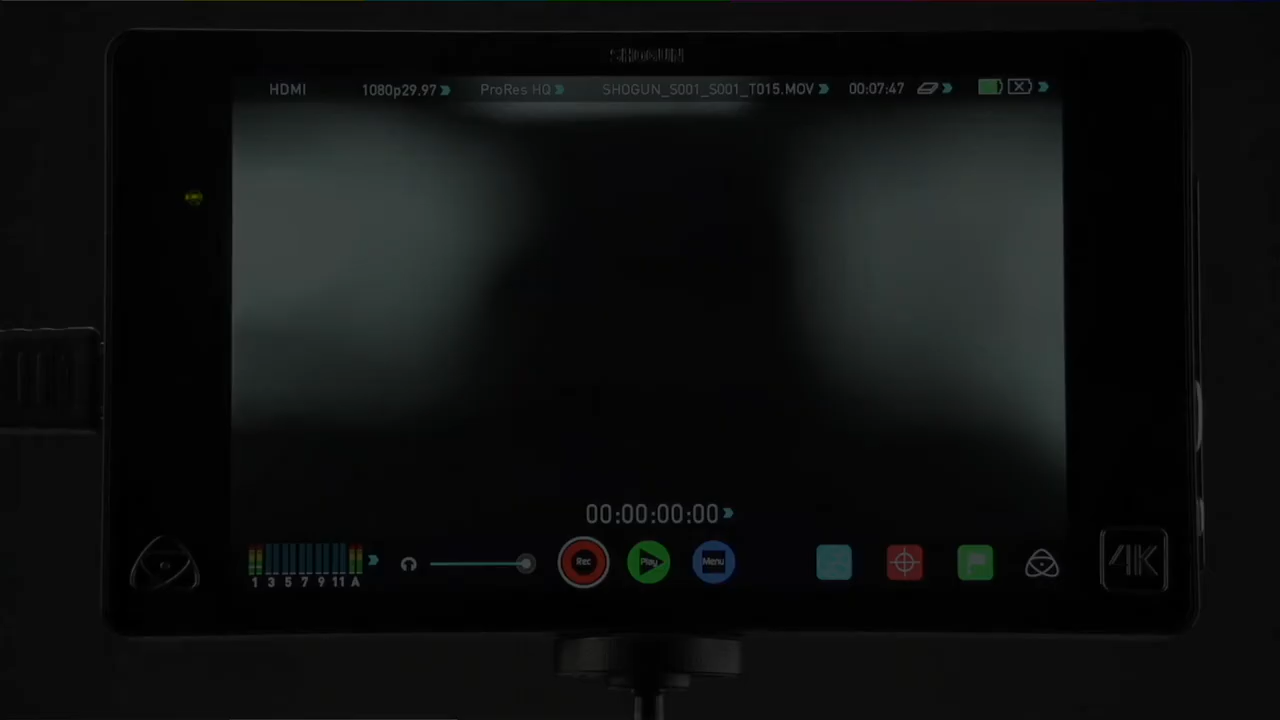 SHOGUN
HDMI 1080p29.97 ProRes HQ SHOGUN_S001_S001_T015.MOV 00:07:47
00:00:00:00
Rec Play Menu
1 3 5 7 9 11 A
4K